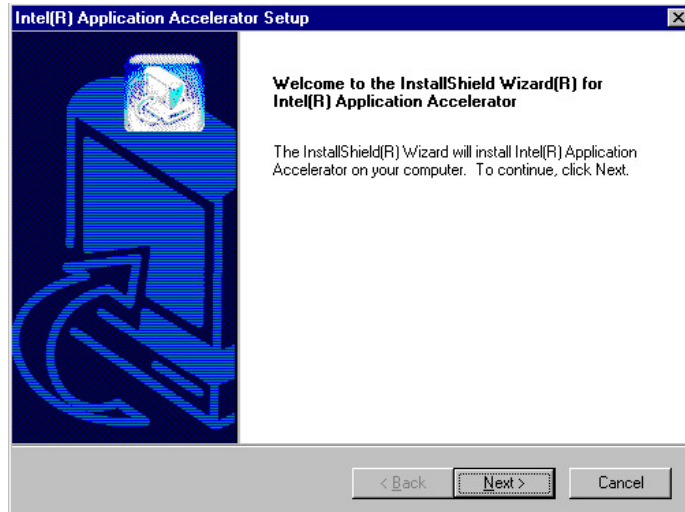 Intel(R) Application Accelerator Setup
Welcome to the InstallShield Wizard(R) for
Intel(R) Application Accelerator
The InstallShield(R) Wizard will install Intel(R) Application
Accelerator on your computer. To continue, click Next.
< Back
Next >
Cancel